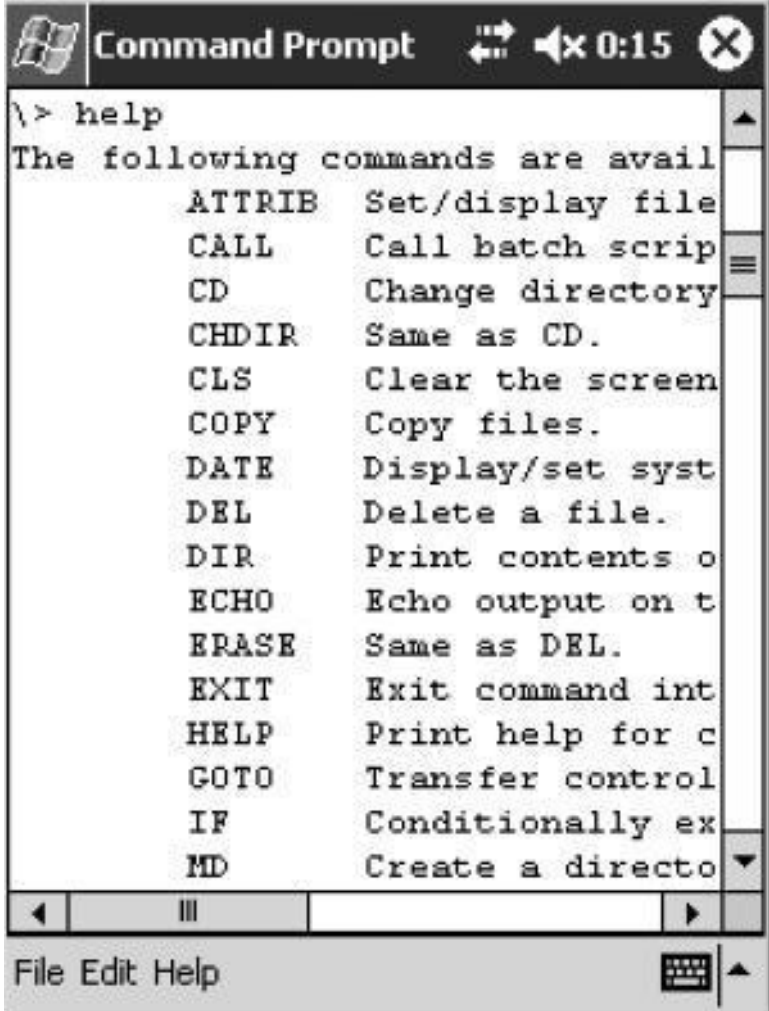 Command Prompt 0:15
\> help
The following commands are avail
ATTRIB Set/display file
CALL Call batch scrip
CD Change directory
CHDIR Same as CD.
CLS Clear the screen
COPY Copy files.
DATE Display/set syst
DEL Delete a file.
DIR Print contents o
ECHO Echo output on t
ERASE Same as DEL.
EXIT Exit command int
HELP Print help for c
GOTO Transfer control
IF Conditionally ex
MD Create a directo
File Edit Help